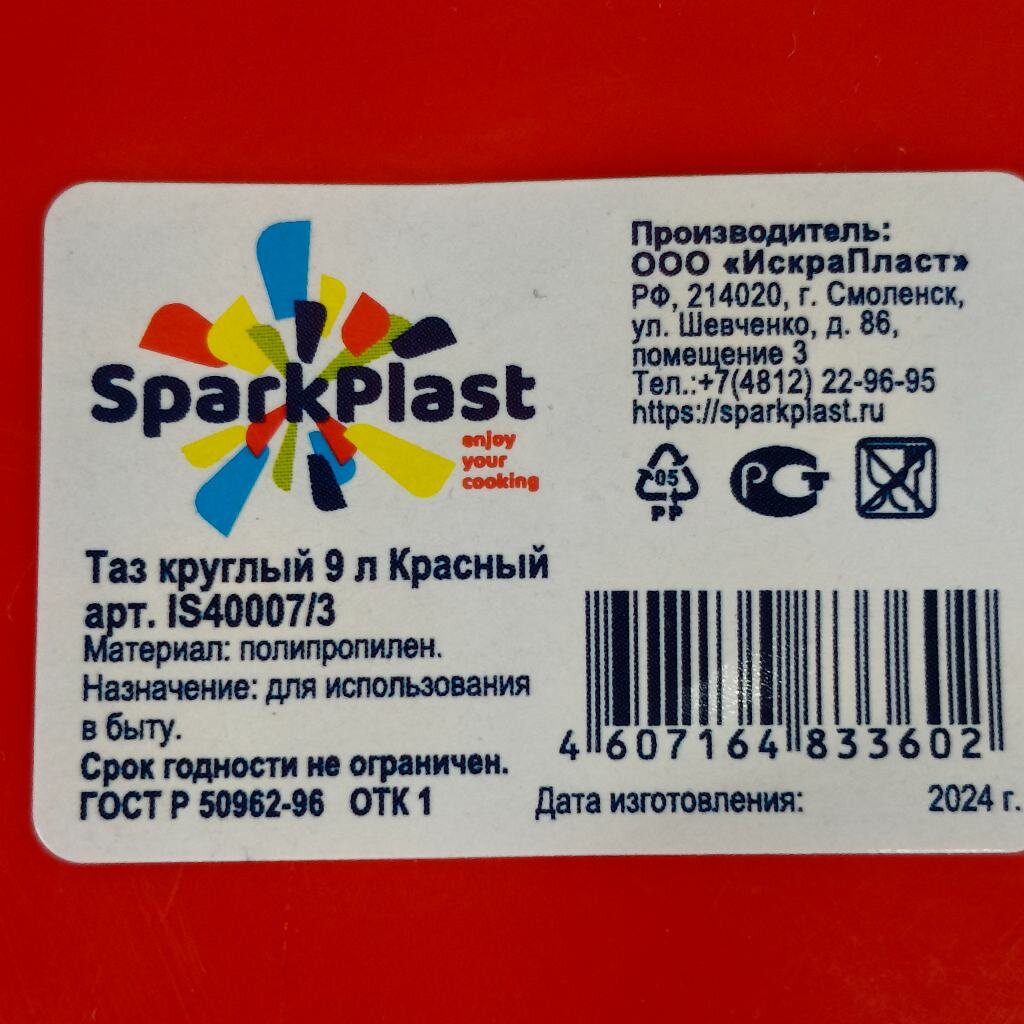 SparkPlast
enjoy
your
cooking
Производитель:
ООО «ИскраПласт»
РФ, 214020, г. Смоленск,
ул. Шевченко, д. 86,
помещение 3
Тел.:+7(4812) 22-96-95
https://sparkplast.ru
05
PP
РСТ
Таз круглый 9 л Красный
арт. IS40007/3
Материал: полипропилен.
Назначение: для использования
в быту.
Срок годности не ограничен.
ГОСТ Р 50962-96 ОТК 1
4 607164 833602
Дата изготовления: 2024 г.